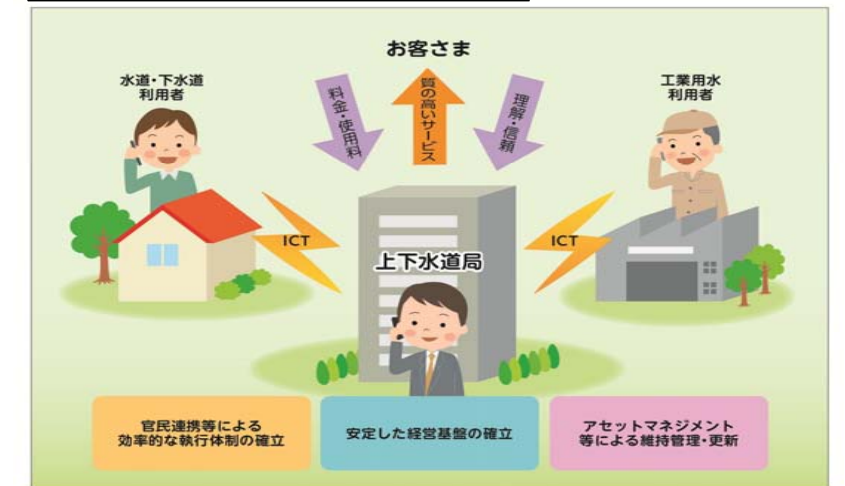 お客さま
水道・下水道
利用者
工業用水
利用者
料金・使用料
質の高いサービス
理解・信頼
ICT
ICT
上下水道局
官民連携等による
効率的な執行体制の確立
安定した経営基盤の確立
アセットマネジメント
等による維持管理・更新